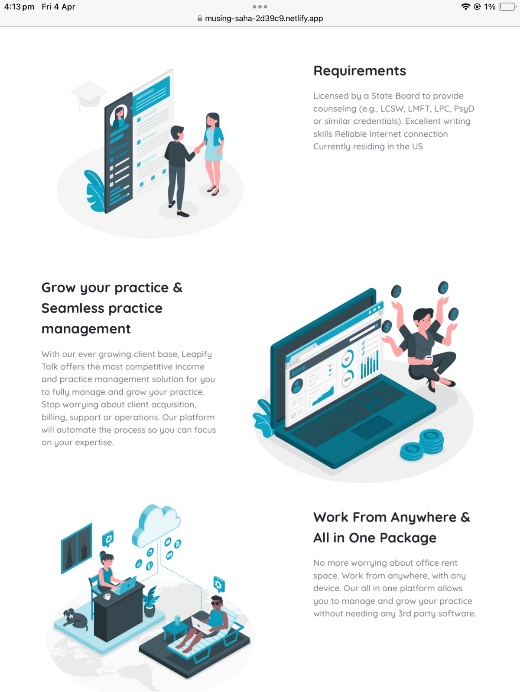 4:13 pm Fri 4 Apr
1%
musing-saha-2d39c9.netlify.app
Requirements
Licensed by a State Board to provide
counseling (e.g., LCSW, LMFT, LPC, PsyD
or similar credentials). Excellent writing
skills Reliable Internet connection
Currently residing in the US
Grow your practice &
Seamless practice
management
With our ever growing client base, Leapify
Talk offers the most competitive income
and practice management solution for you
to fully manage and grow your practice.
Stop worrying about client acquisition,
billing, support or operations. Our platform
will automate the process so you can focus
on your expertise.
Work From Anywhere &
All in One Package
No more worrying about office rent
space. Work from anywhere, with any
device. Our all in one platform allows
you to manage and grow your practice
without needing any 3rd party software.